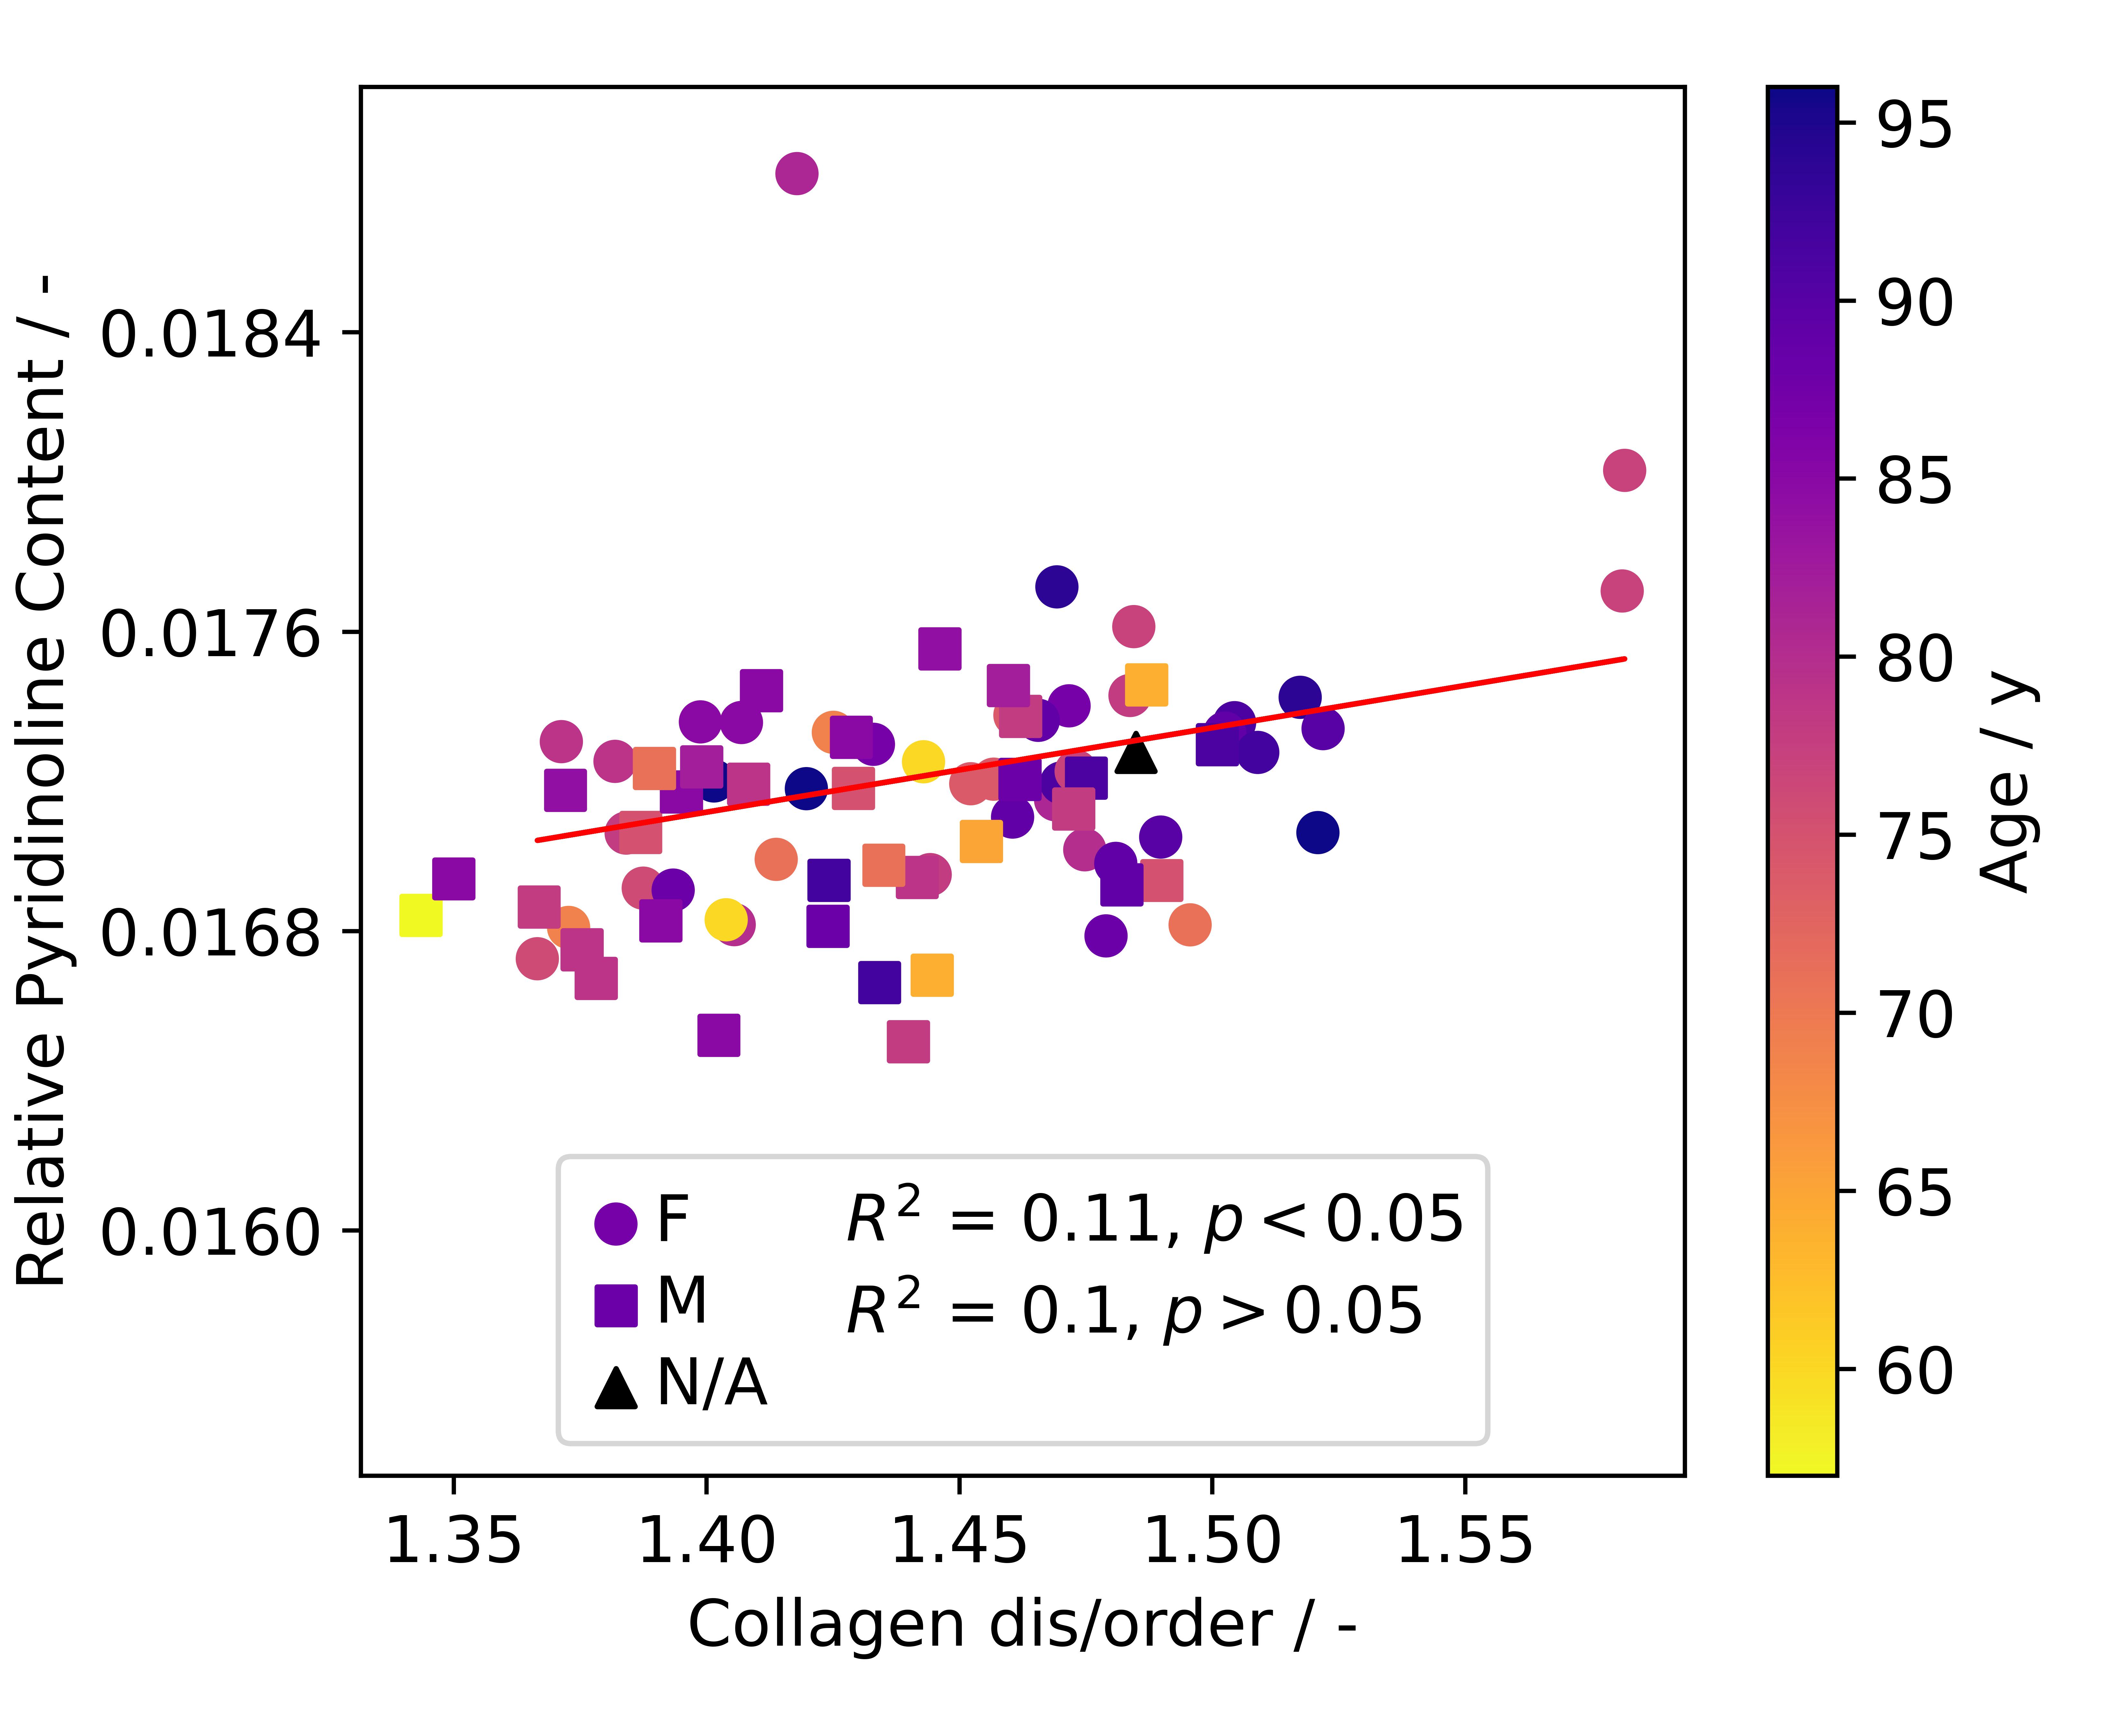 Relative Pyridinoline Content / -
0.0184
0.0176
0.0168
0.0160
F R² = 0.11, p < 0.05
M R² = 0.1, p > 0.05
N/A
1.35 1.40 1.45 1.50 1.55
Collagen dis/order / -
95
90
85
80
75
70
65
60
Age / y